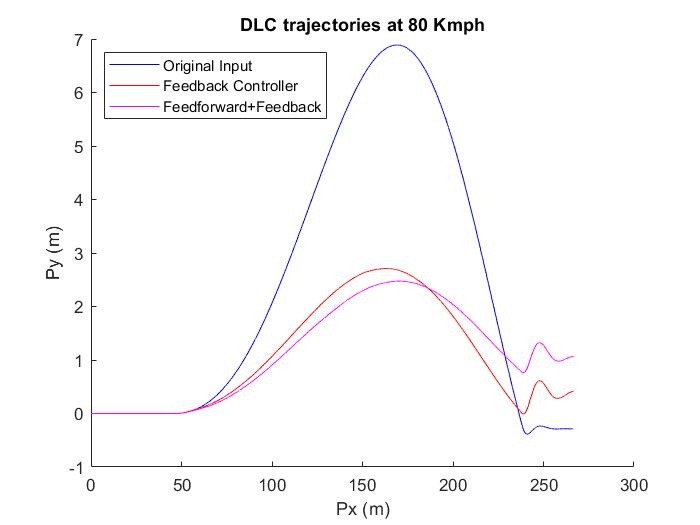 DLC trajectories at 80 Kmph
Original Input
Feedback Controller
Feedforward+Feedback
7
6
5
4
3
2
1
0
-1
Py (m)
0 50 100 150 200 250 300
Px (m)